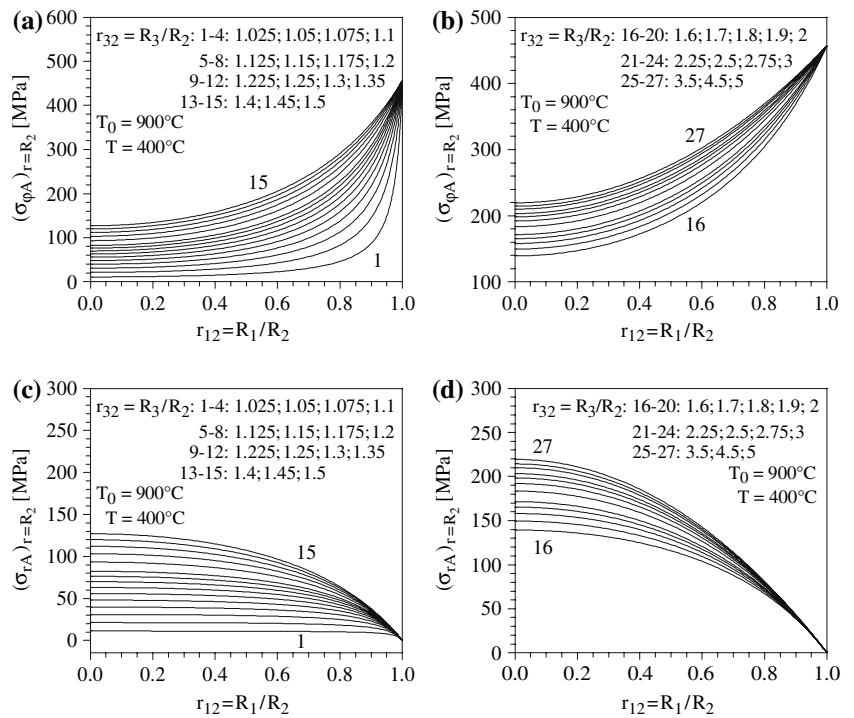 (a)
600
500
400
300
200
100
0
(σφA)r=R2 [MPa]
r32 = R3/R2: 1-4: 1.025; 1.05; 1.075; 1.1
5-8: 1.125; 1.15; 1.175; 1.2
9-12: 1.225; 1.25; 1.3; 1.35
13-15: 1.4; 1.45; 1.5
T0 = 900°C
T = 400°C
15
1
0.0 0.2 0.4 0.6 0.8 1.0
r12=R1/R2
(b)
500
400
300
200
100
(σφA)r=R2 [MPa]
r32 = R3/R2: 16-20: 1.6; 1.7; 1.8; 1.9; 2
21-24: 2.25; 2.5; 2.75; 3
25-27: 3.5; 4.5; 5
T0 = 900°C
T = 400°C
27
16
0.0 0.2 0.4 0.6 0.8 1.0
r12=R1/R2
(c)
300
250
200
150
100
50
0
(σrA)r=R2 [MPa]
r32 = R3/R2: 1-4: 1.025; 1.05; 1.075; 1.1
5-8: 1.125; 1.15; 1.175; 1.2
9-12: 1.225; 1.25; 1.3; 1.35
13-15: 1.4; 1.45; 1.5
T0 = 900°C
T = 400°C
15
1
0.0 0.2 0.4 0.6 0.8 1.0
r12=R1/R2
(d)
300
250
200
150
100
50
0
(σrA)r=R2 [MPa]
r32 = R3/R2: 16-20: 1.6; 1.7; 1.8; 1.9; 2
21-24: 2.25; 2.5; 2.75; 3
25-27: 3.5; 4.5; 5
T0 = 900°C
T = 400°C
27
16
0.0 0.2 0.4 0.6 0.8 1.0
r12=R1/R2